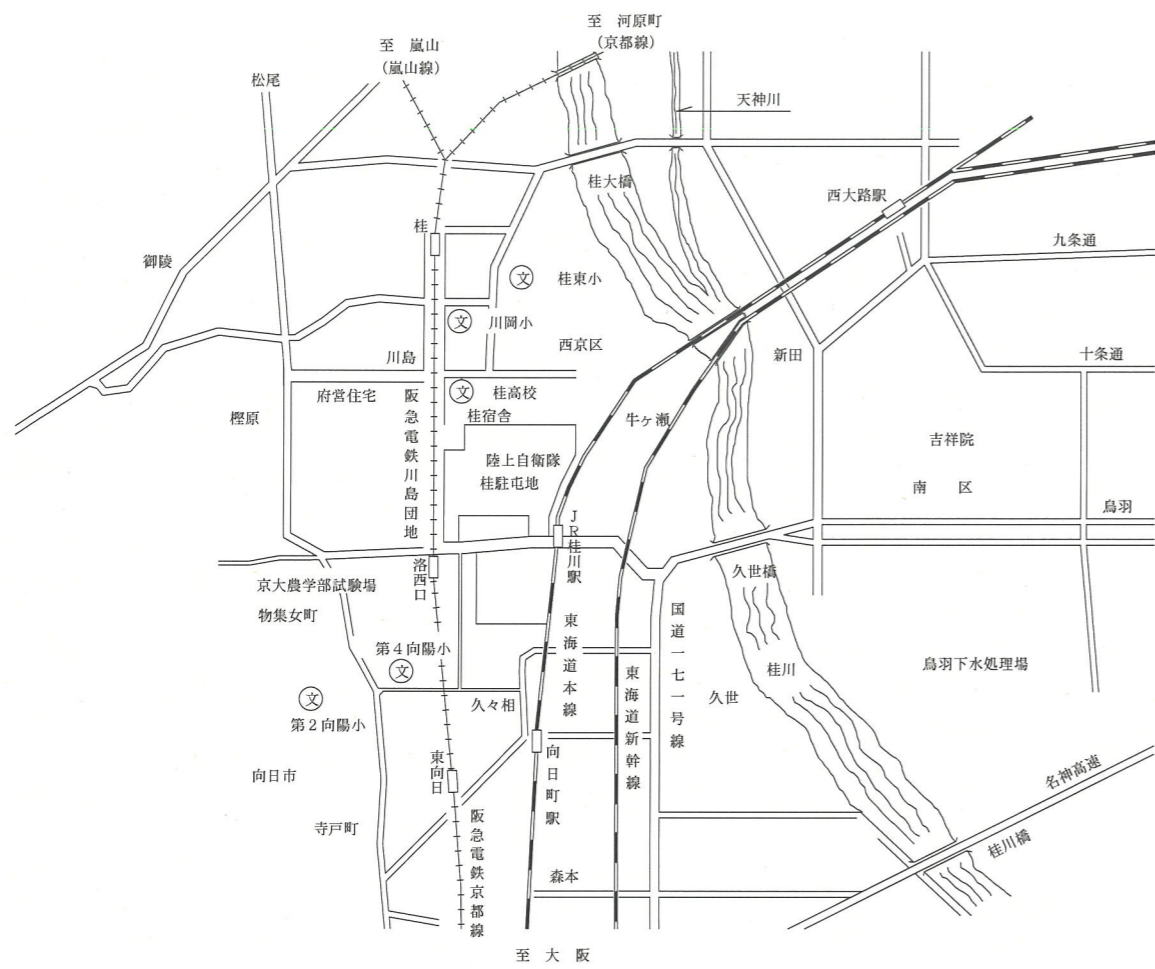 至 河原町
(京都線)
至 嵐山
(嵐山線)
松尾
天神川
桂大橋
西大路駅
桂
九条通
御陵
文
桂東小
文
川岡小
西京区
新田
十条通
川島
文
桂高校
府営住宅
桂宿舎
樫原
牛ヶ瀬
阪急電鉄川島団地
吉祥院
陸上自衛隊
桂駐屯地
南 区
鳥羽
JR桂川駅
洛西口
久世橋
京大農学部試験場
物集女町
国道一七一号線
東海道本線
第4向陽小
文
桂川
鳥羽下水処理場
東海道新幹線
文
久々相
久世
第2向陽小
東向日
向日町駅
向日市
名神高速
寺戸町
阪急電鉄京都線
桂川橋
森本
至 大 阪